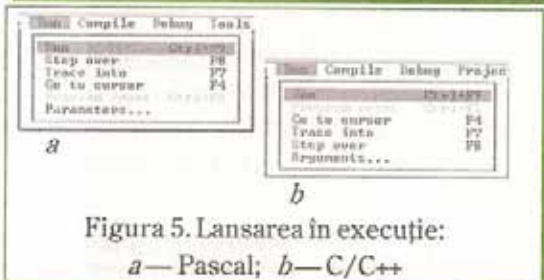 Run Compile Debug Tools
Run Ctrl+F9
Step over F8
Trace into F7
Go to cursor F4
Parameters...
a
Run Compile Debug Projec
Run Ctrl+F9
Go to cursor F4
Trace into F7
Step over F8
Arguments...
b
Figura 5. Lansarea în execuție:
a — Pascal; b — C/C++